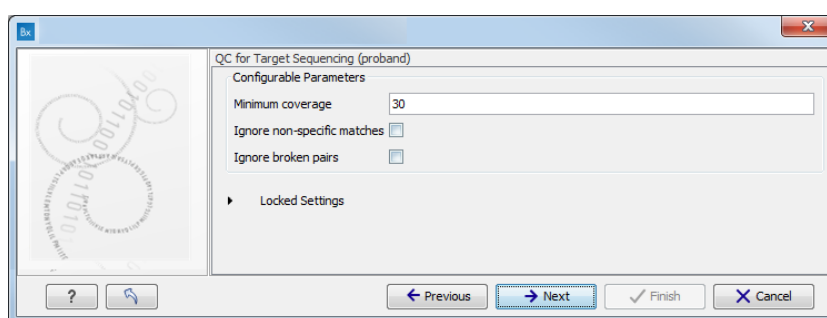 Bx
QC for Target Sequencing (proband)
Configurable Parameters
Minimum coverage 30
Ignore non-specific matches
Ignore broken pairs
Locked Settings
? Previous Next Finish Cancel